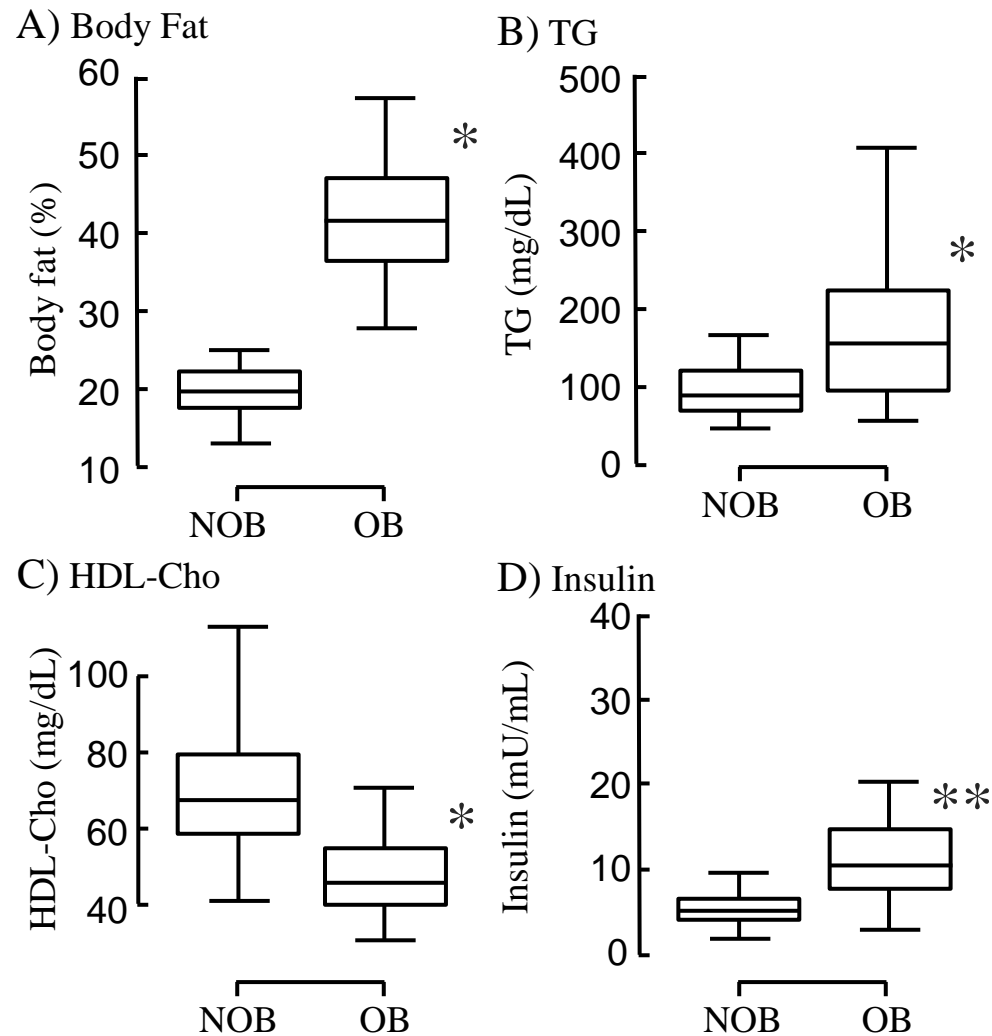 A) Body Fat
60
50
40
30
20
10
Body fat (%)
*
NOB OB
B) TG
500
400
300
200
100
0
TG (mg/dL)
*
NOB OB
C) HDL-Cho
100
80
60
40
HDL-Cho (mg/dL)
*
NOB OB
D) Insulin
40
30
20
10
0
Insulin (mU/mL)
**
NOB OB